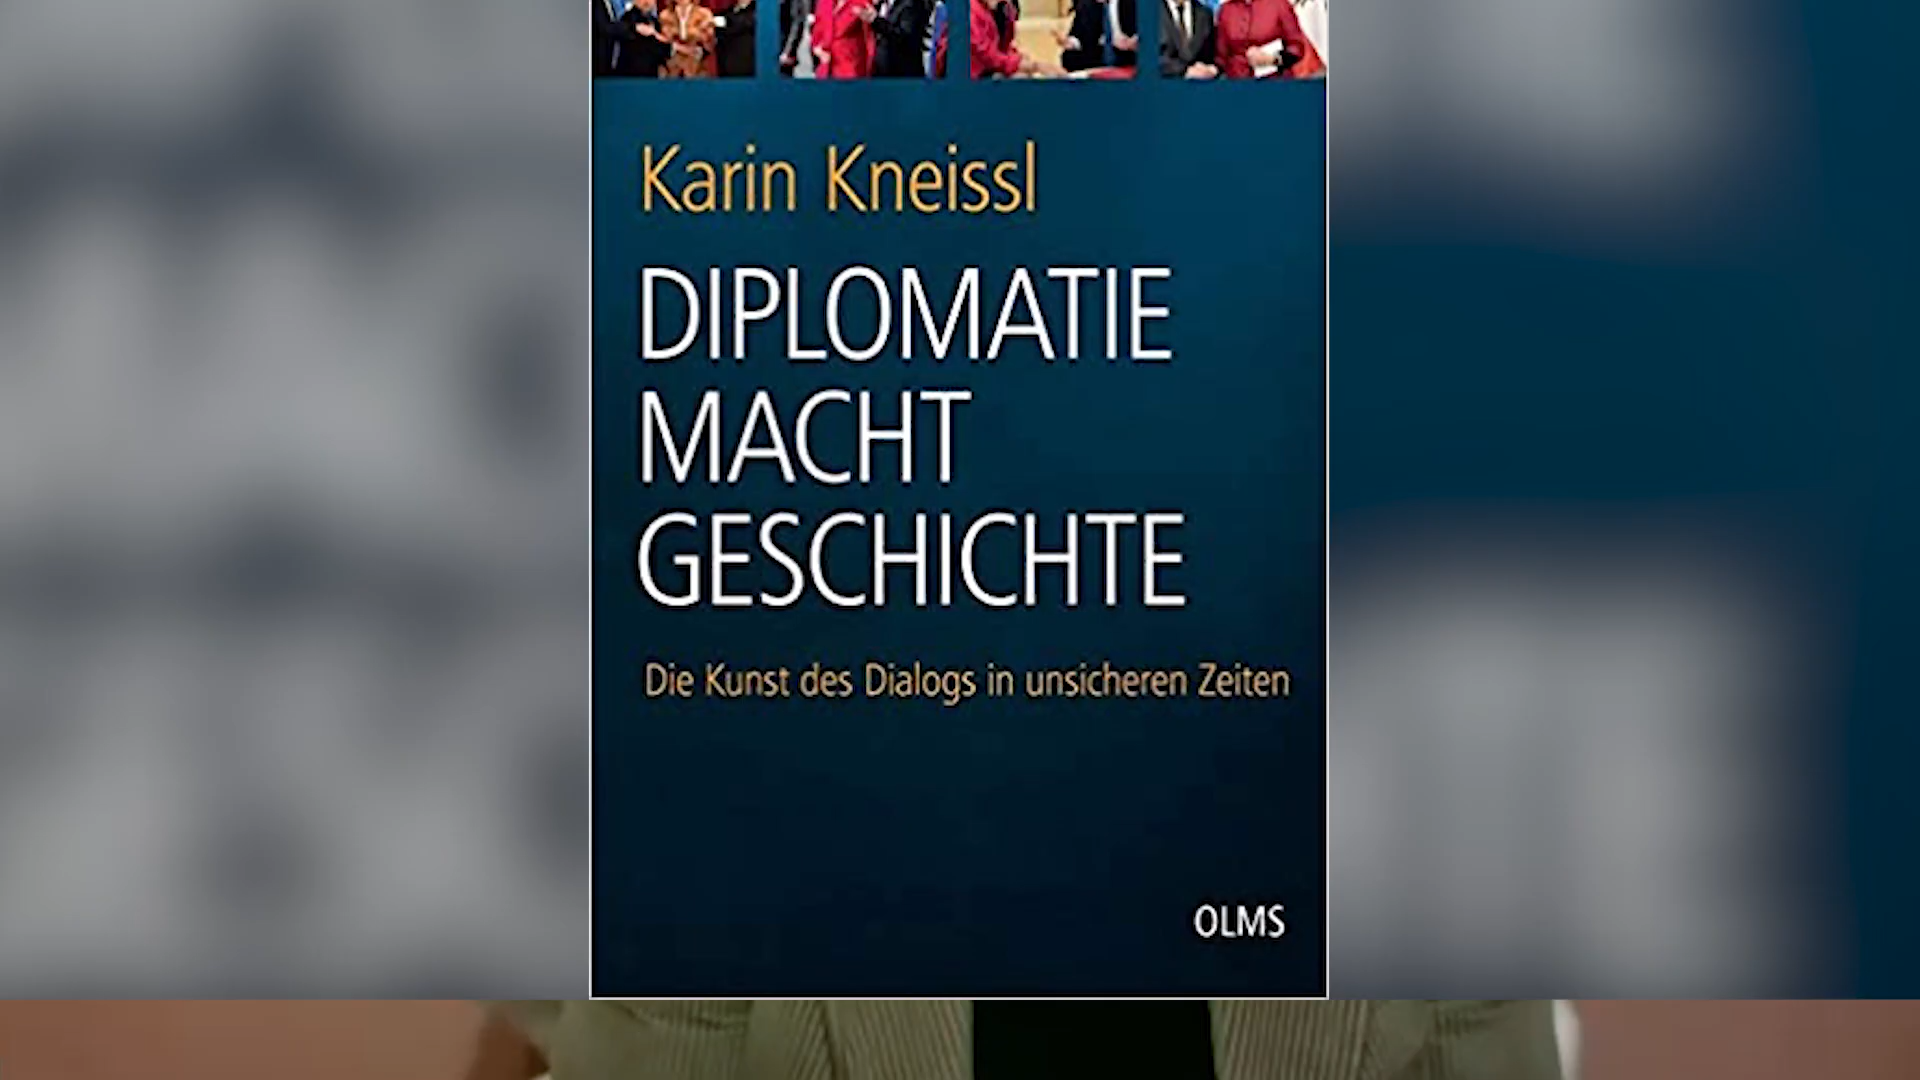 Karin Kneissl
DIPLOMATIE
MACHT
GESCHICHTE
Die Kunst des Dialogs in unsicheren Zeiten
OLMS